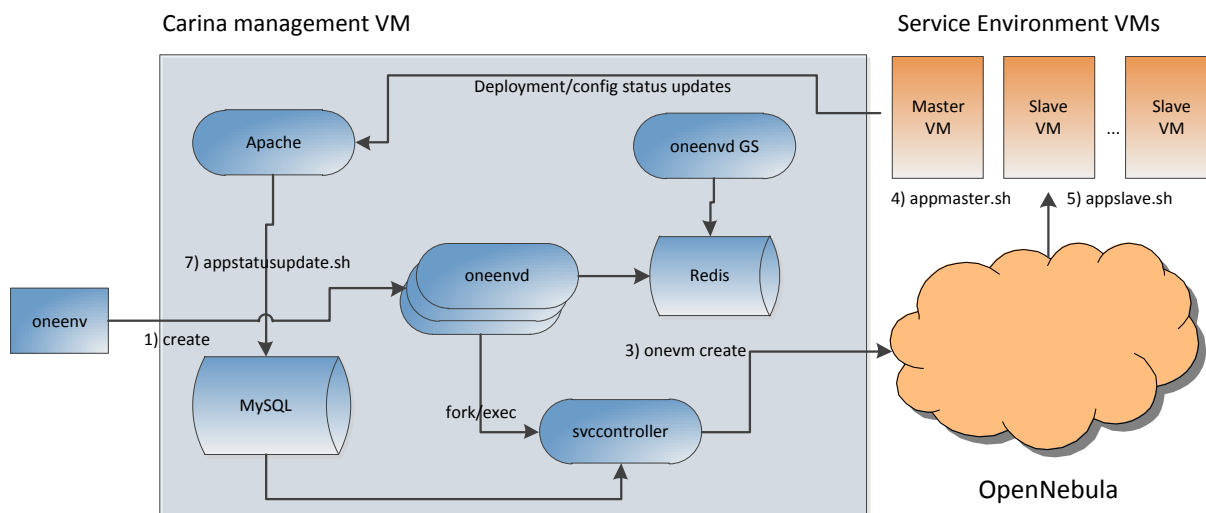 Carina management VM
Service Environment VMs
Deployment/config status updates
Master
VM
Slave
VM
...
Slave
VM
Apache
oneenvd GS
4) appmaster.sh
5) appslave.sh
7) appstatusupdate.sh
oneenvd
Redis
oneenv
1) create
3) onevm create
MySQL
fork/exec
svccontroller
OpenNebula